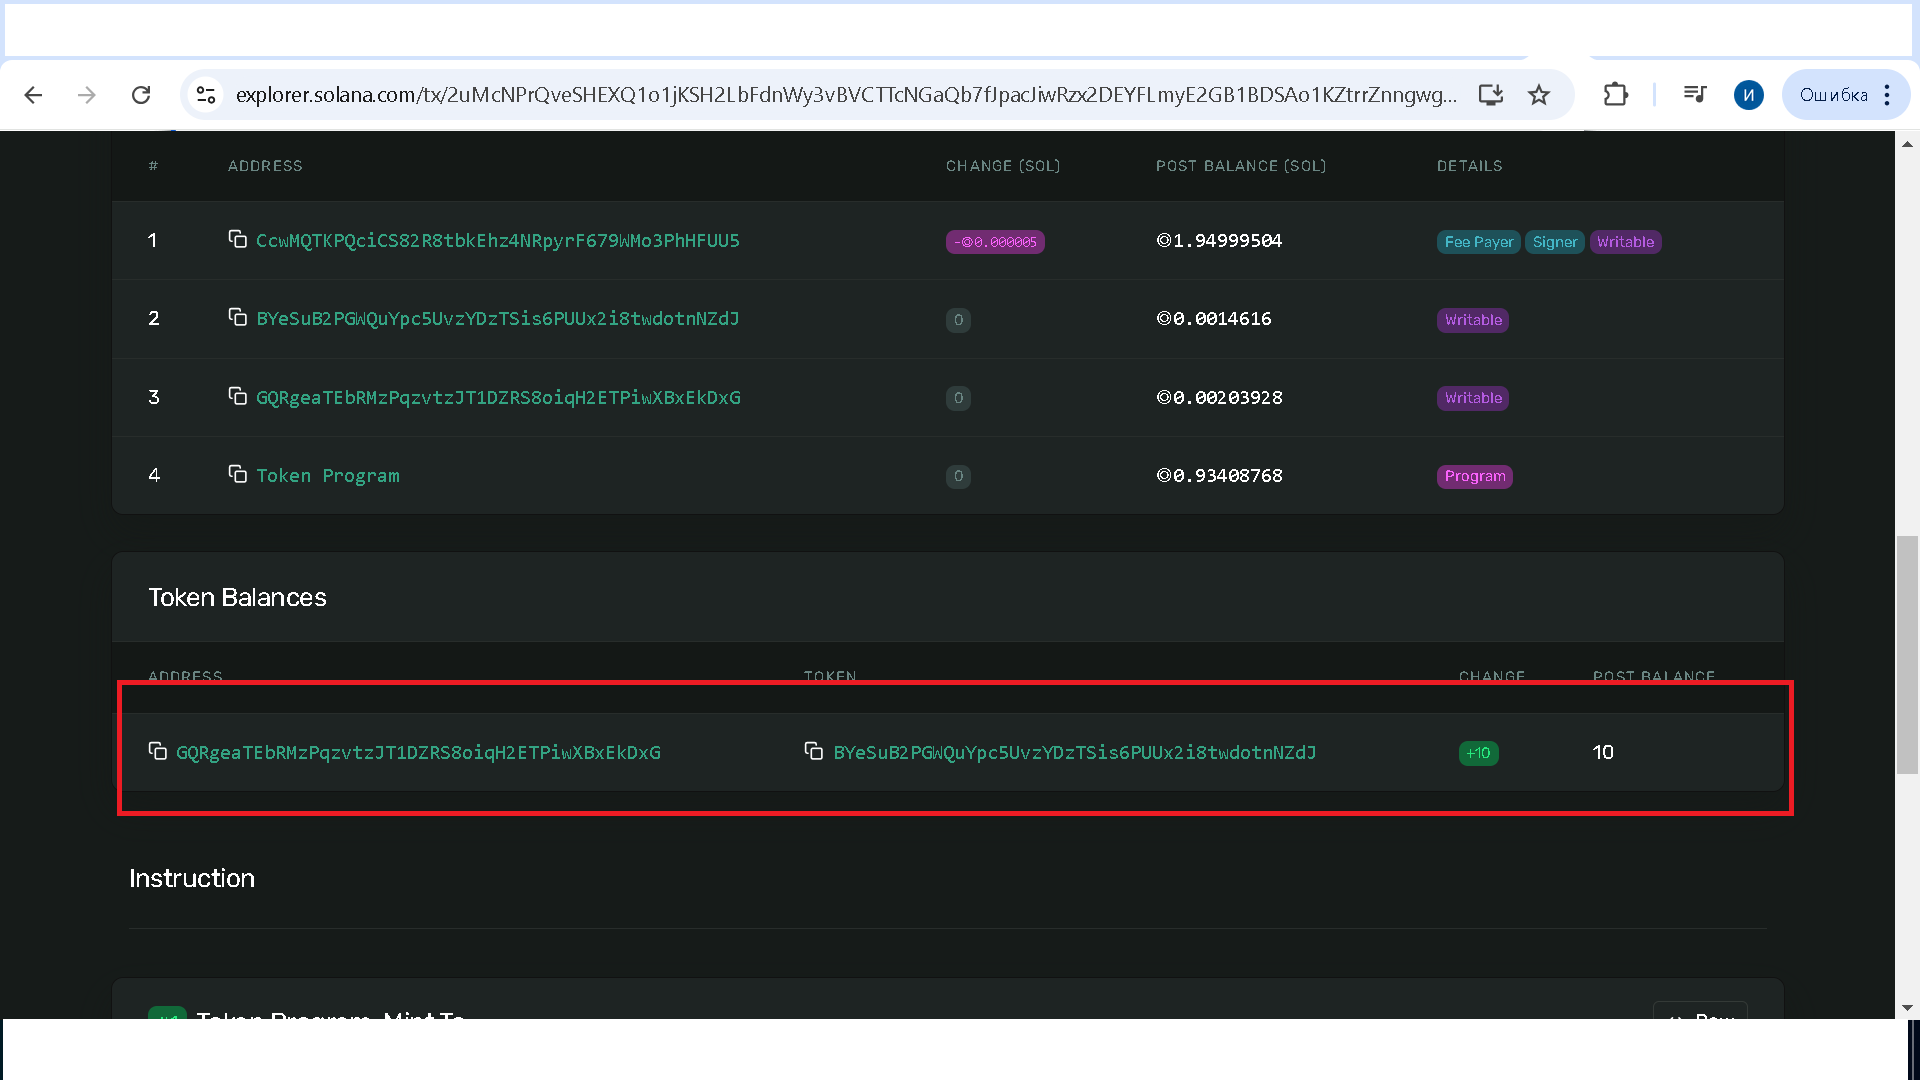 explorer.solana.com/tx/2uMcNPrQveSHEXQ1o1jKSH2LbFdnWy3vBVCTTcNGaQb7fJpacJiwRzx2DEYFLmyE2GB1BDSAo1KZtrrZnngwg...
И
Ошибка
# ADDRESS CHANGE (SOL) POST BALANCE (SOL) DETAILS
1 CcwMQTKPQciCS82R8tbkEhz4NRpyrF679WMo3PhHFUU5 -◎0.000005 ◎1.94999504 Fee Payer Signer Writable
2 BYeSuB2PGWQuYpc5UvzYDzTSis6PUUx2i8twdotnNZdJ 0 ◎0.0014616 Writable
3 GQRgeaTEbRMzPqzvtzJT1DZRS8oiqH2ETPiwXBxEkDxG 0 ◎0.00203928 Writable
4 Token Program 0 ◎0.93408768 Program
Token Balances
ADDRESS TOKEN CHANGE POST BALANCE
GQRgeaTEbRMzPqzvtzJT1DZRS8oiqH2ETPiwXBxEkDxG BYeSuB2PGWQuYpc5UvzYDzTSis6PUUx2i8twdotnNZdJ +10 10
Instruction
#1 Token Program: Mint To Raw